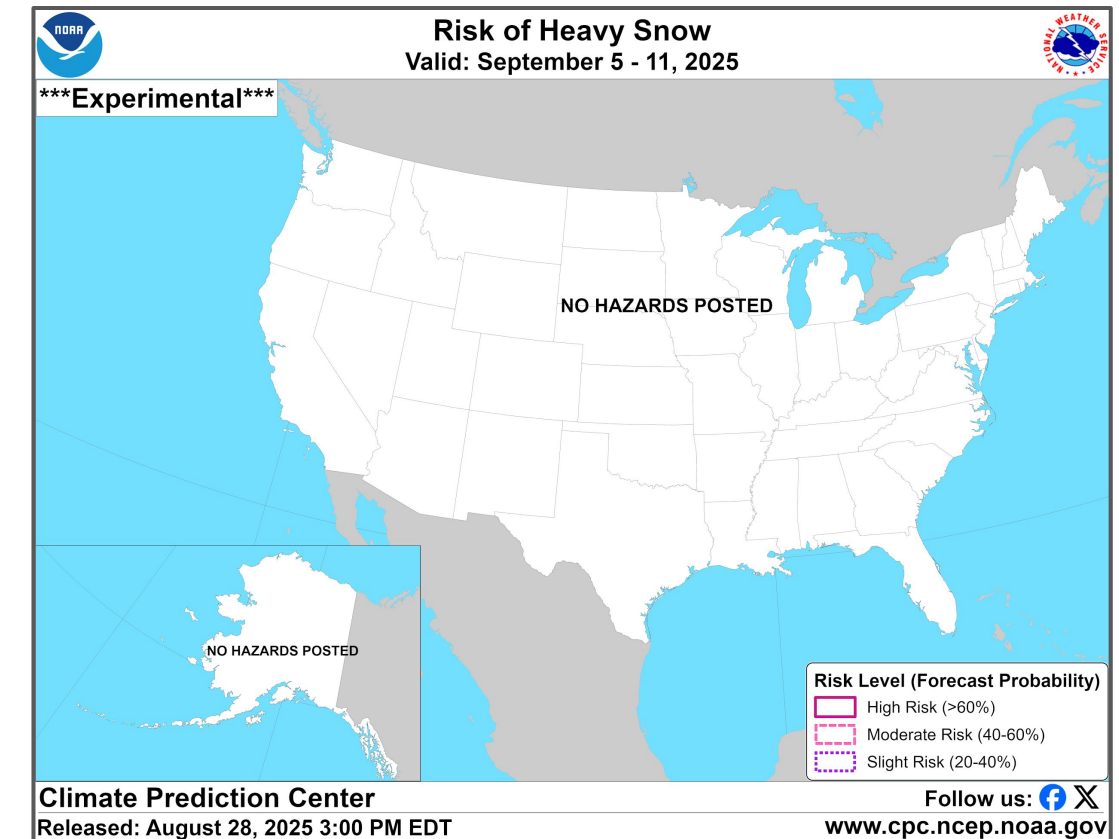 NOAA
Risk of Heavy Snow
Valid: September 5 - 11, 2025
NATIONAL WEATHER SERVICE
***Experimental***
NO HAZARDS POSTED
NO HAZARDS POSTED
Risk Level (Forecast Probability)
High Risk (>60%)
Moderate Risk (40-60%)
Slight Risk (20-40%)
Climate Prediction Center
Follow us:
Released: August 28, 2025 3:00 PM EDT
www.cpc.ncep.noaa.gov